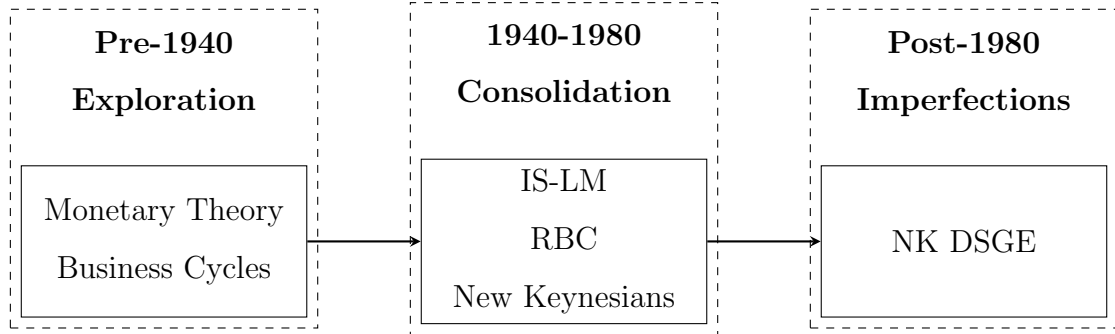 Pre-1940
Exploration
Monetary Theory
Business Cycles
1940-1980
Consolidation
IS-LM
RBC
New Keynesians
Post-1980
Imperfections
NK DSGE